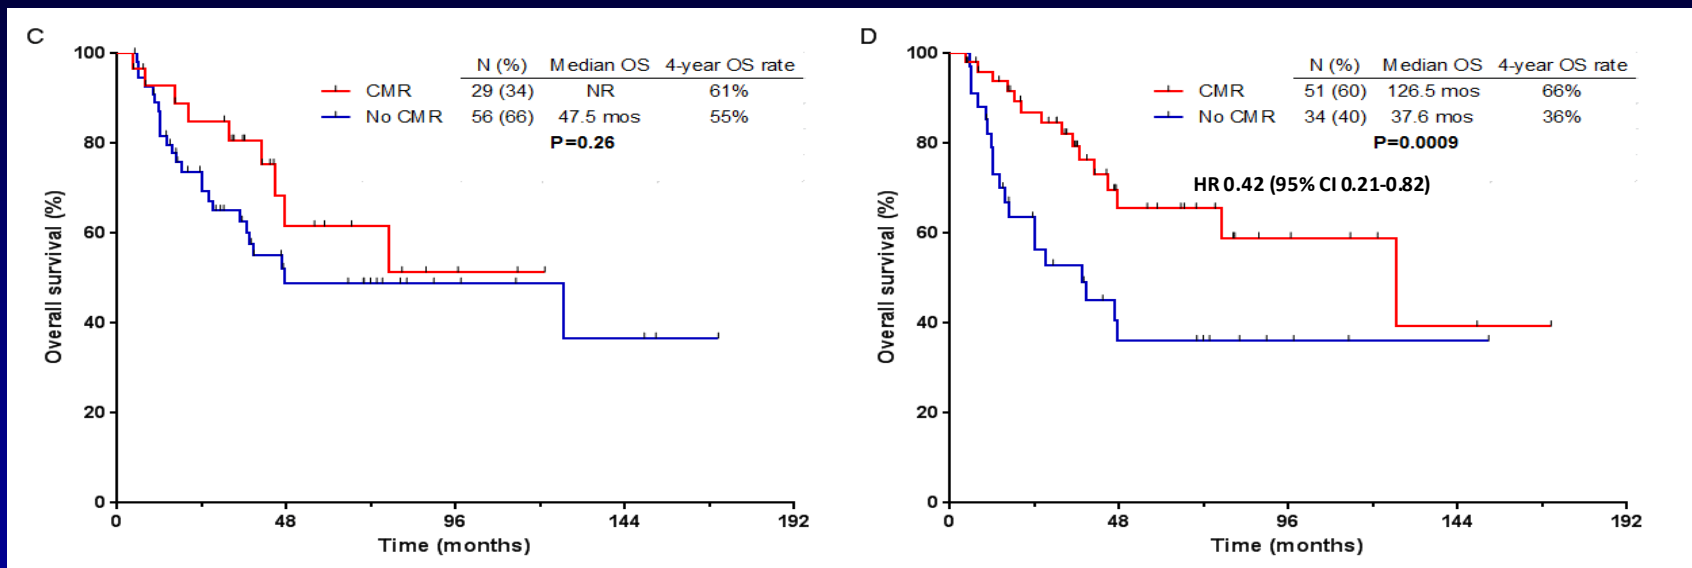 C
N (%) Median OS 4-year OS rate
CMR 29 (34) NR 61%
No CMR 56 (66) 47.5 mos 55%
P=0.26
100
80
60
40
20
0
Overall survival (%)
0 48 96 144 192
Time (months)
D
N (%) Median OS 4-year OS rate
CMR 51 (60) 126.5 mos 66%
No CMR 34 (40) 37.6 mos 36%
P=0.0009
HR 0.42 (95% CI 0.21-0.82)
100
80
60
40
20
0
Overall survival (%)
0 48 96 144 192
Time (months)